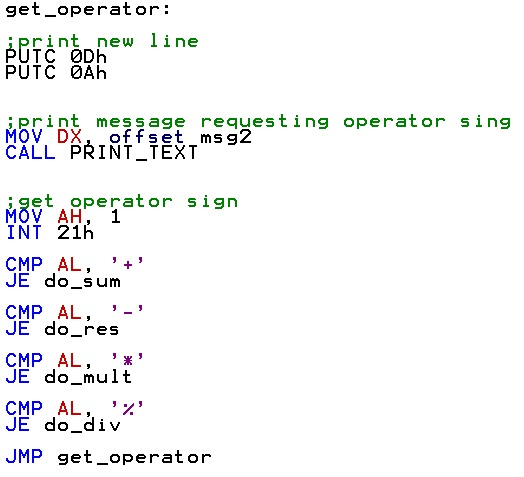 get_operator:
;print new line
PUTC 0Dh
PUTC 0Ah
;print message requesting operator sing
MOV DX, offset msg2
CALL PRINT_TEXT
;get operator sign
MOV AH, 1
INT 21h
CMP AL, '+'
JE do_sum
CMP AL, '-'
JE do_res
CMP AL, '*'
JE do_mult
CMP AL, '%'
JE do_div
JMP get_operator